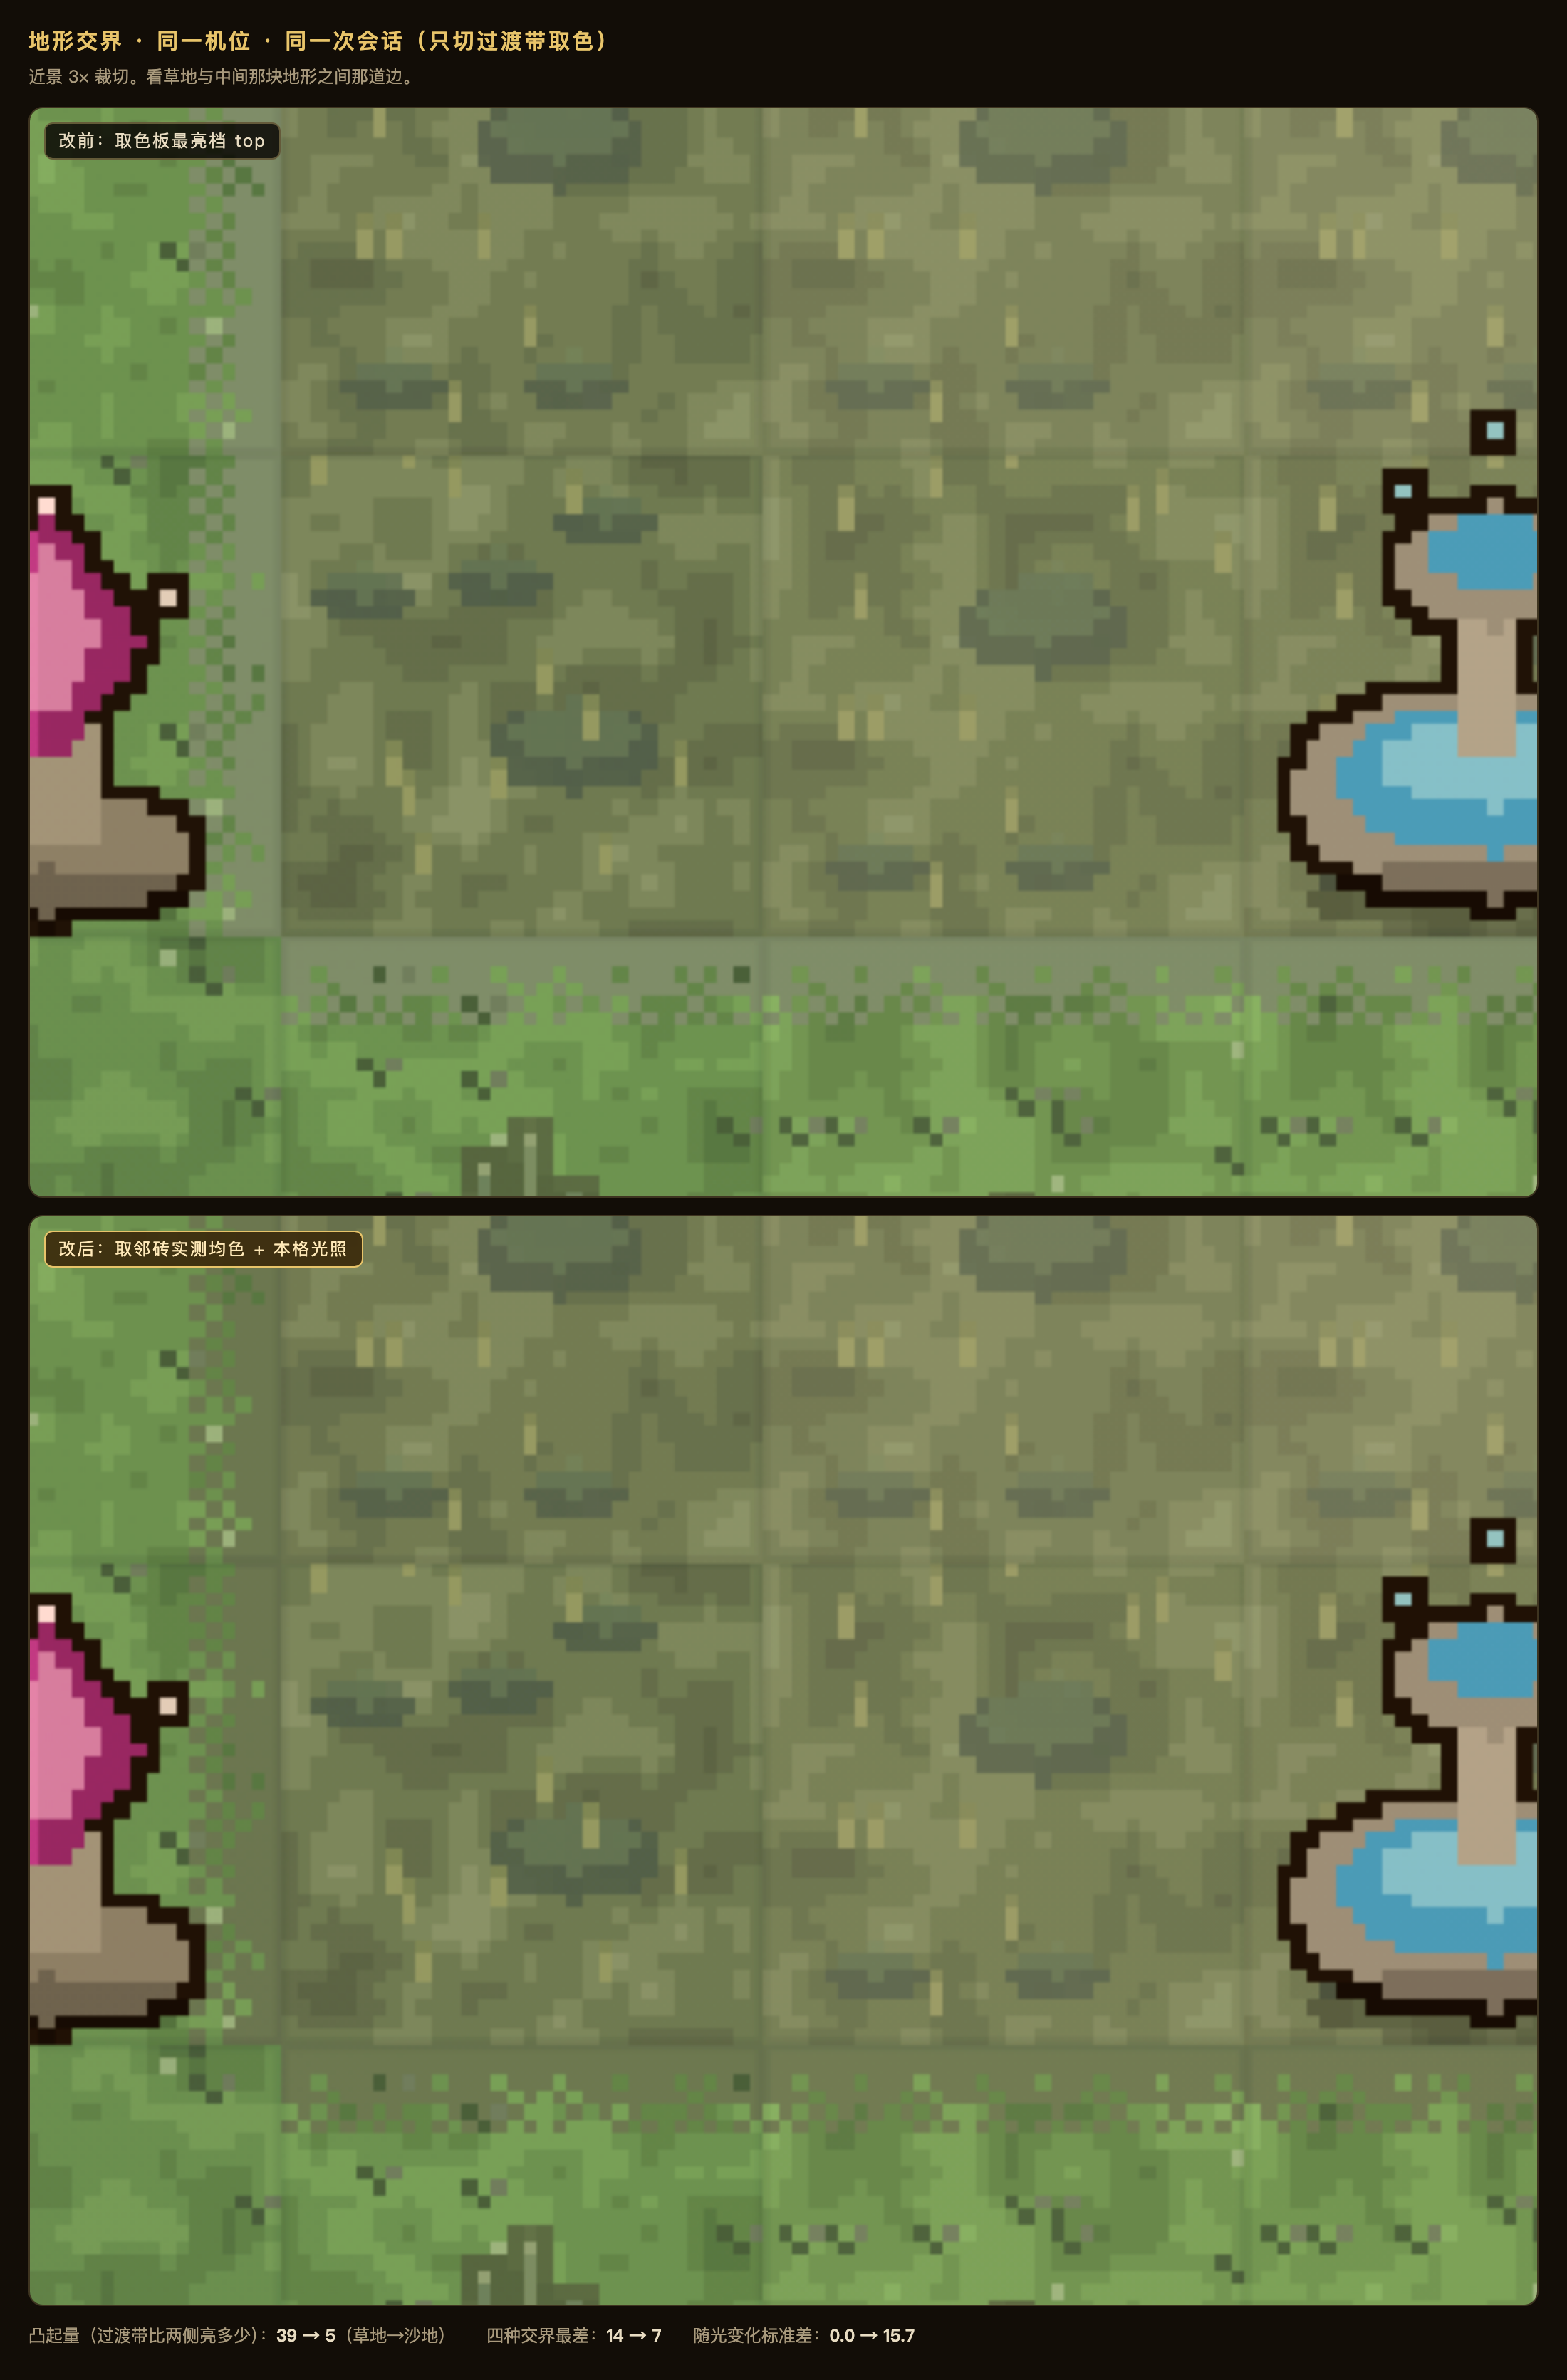 地形交界 · 同一机位 · 同一次会话（只切过渡带取色）
近景 3× 裁切。看草地与中间那块地形之间那道边。
改前：取色板最亮档 top
改后：取邻砖实测均色 + 本格光照
凸起量（过渡带比两侧亮多少）：39 → 5（草地→沙地） 四种交界最差：14 → 7 随光变化标准差：0.0 → 15.7